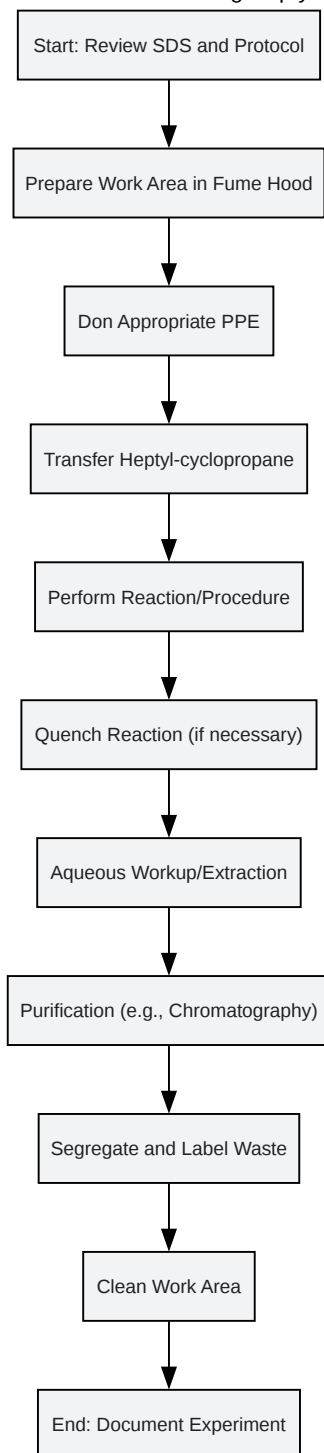 Start: Review SDS and Protocol
Prepare Work Area in Fume Hood
Don Appropriate PPE
Transfer Heptyl-cyclopropane
Perform Reaction/Procedure
Quench Reaction (if necessary)
Aqueous Workup/Extraction
Purification (e.g., Chromatography)
Segregate and Label Waste
Clean Work Area
End: Document Experiment